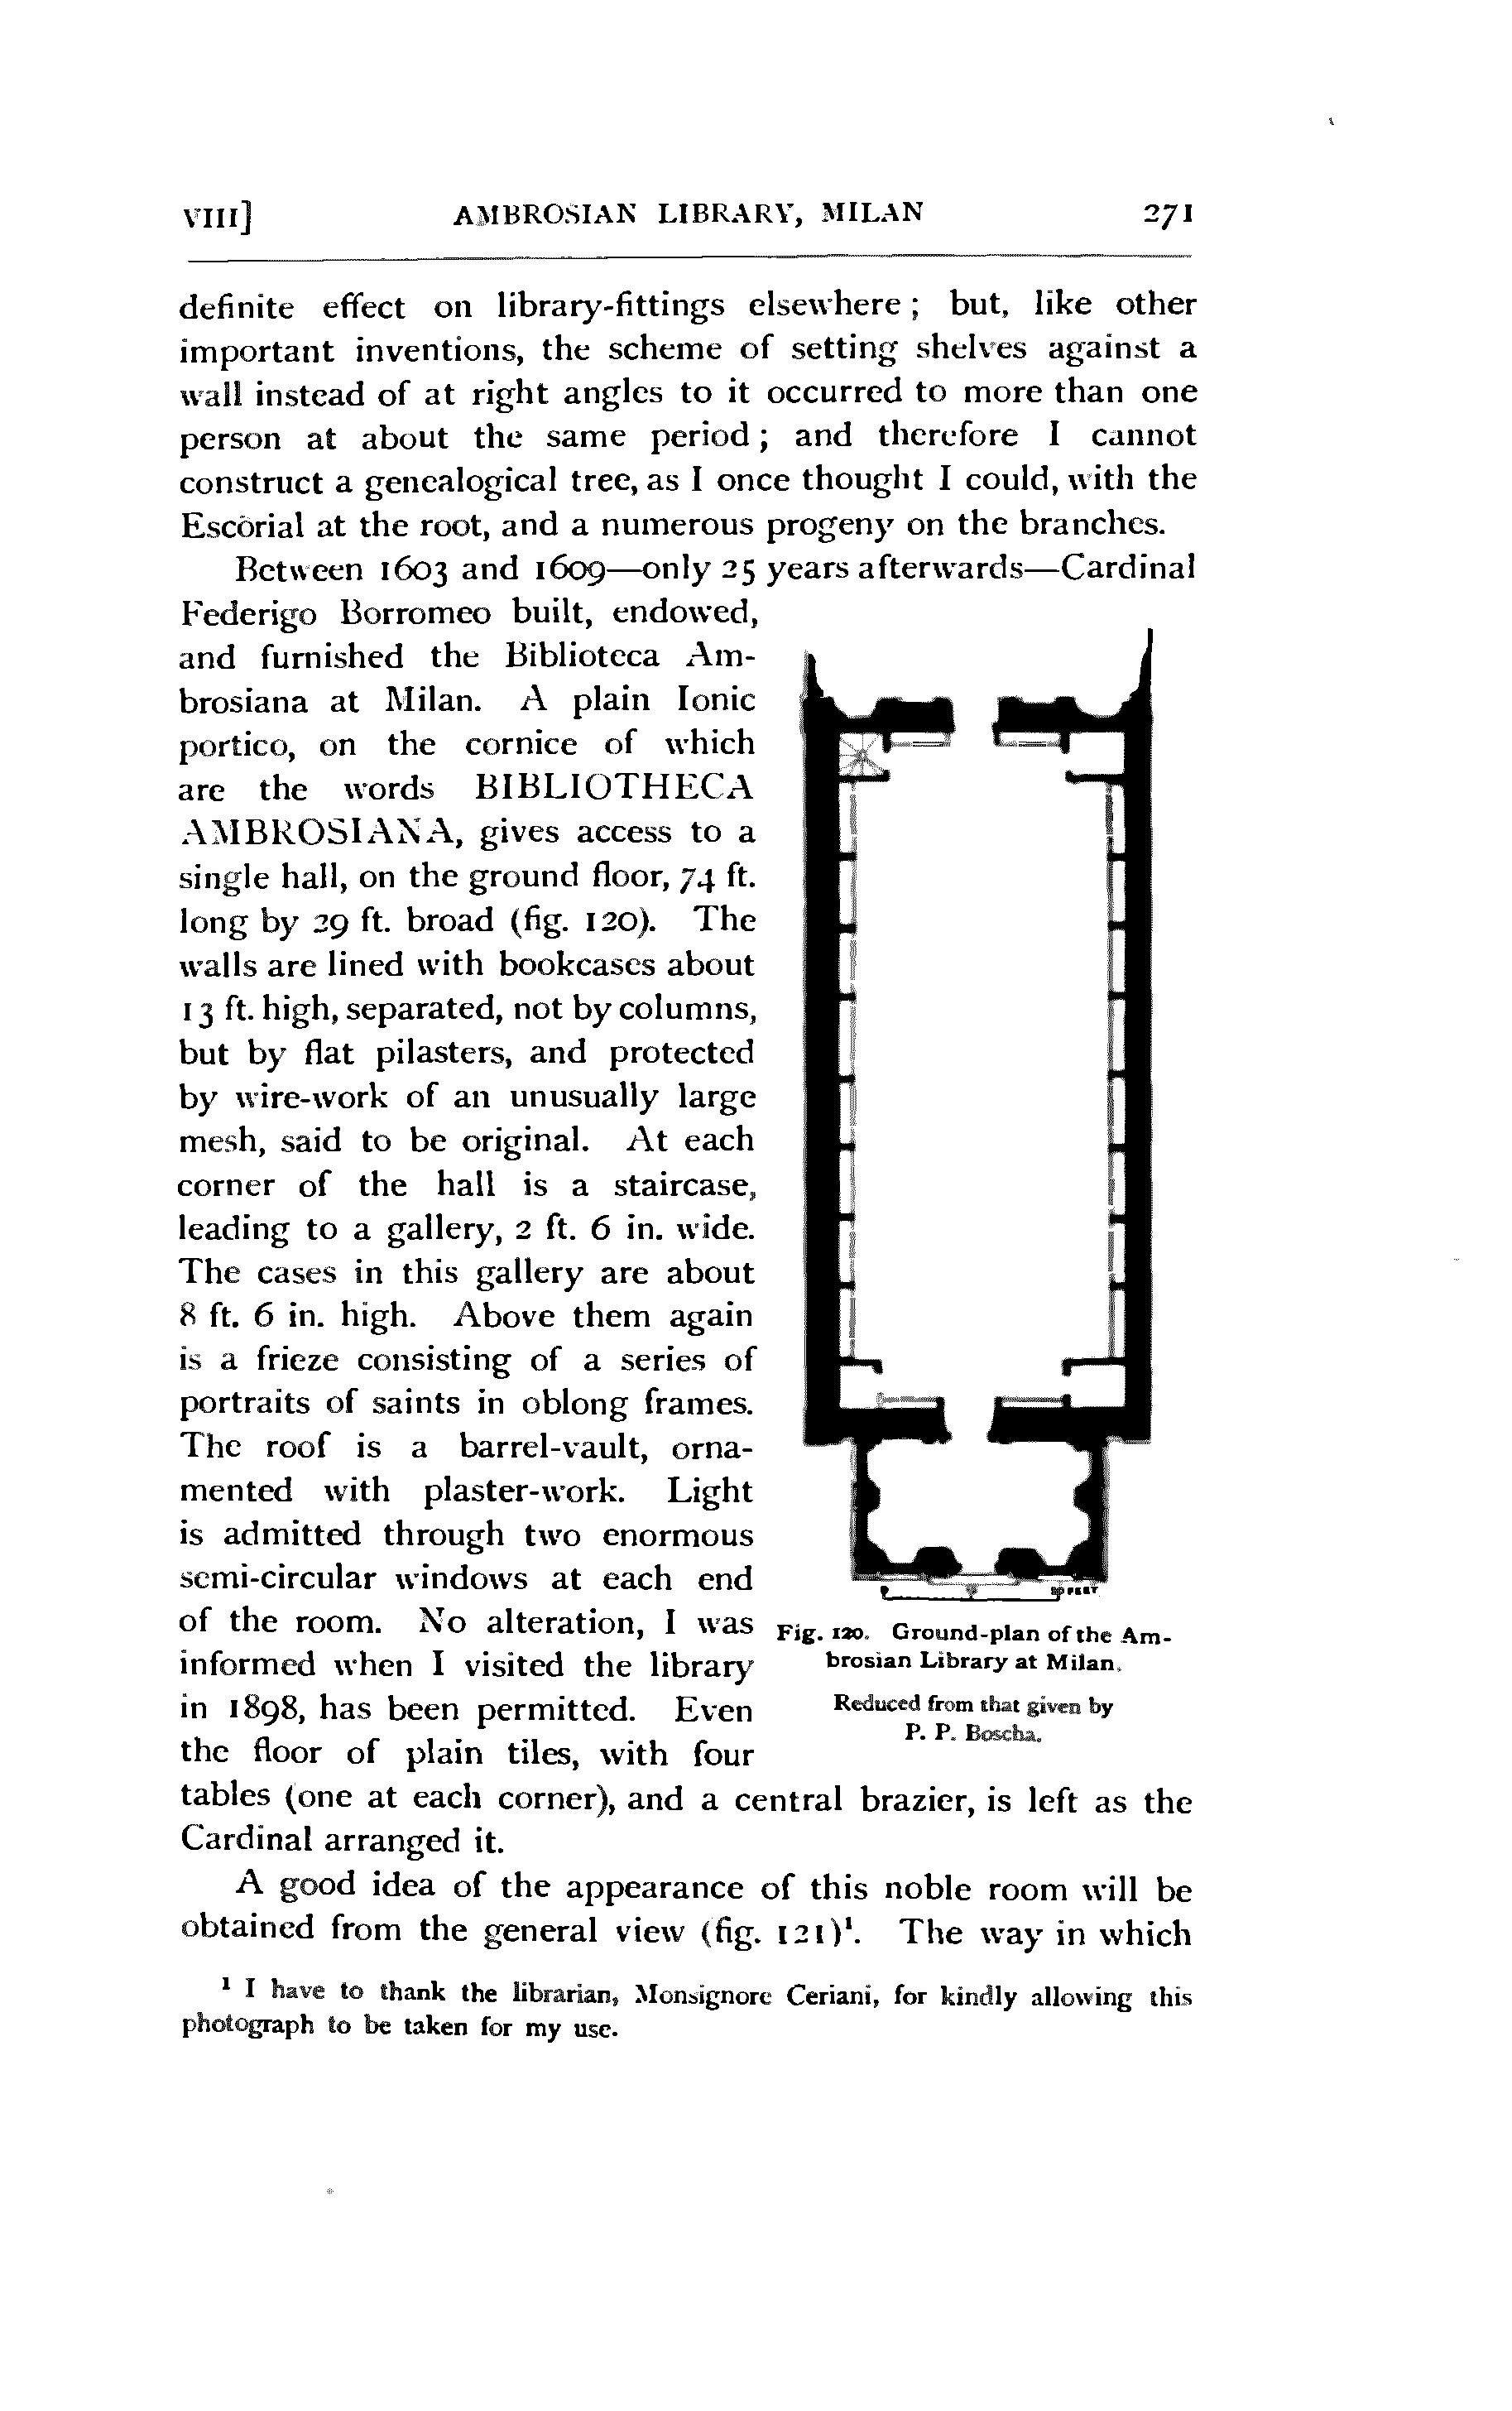 VIII] AMBROSIAN LIBRARY, MILAN 271
definite effect on library-fittings elsewhere; but, like other
important inventions, the scheme of setting shelves against a
wall instead of at right angles to it occurred to more than one
person at about the same period; and therefore I cannot
construct a genealogical tree, as I once thought I could, with the
Escorial at the root, and a numerous progeny on the branches.
Between 1603 and 1609—only 25 years afterwards—Cardinal
Federigo Borromeo built, endowed,
and furnished the Biblioteca Am-
brosiana at Milan. A plain Ionic
portico, on the cornice of which
are the words BIBLIOTHECA
AMBROSIANA, gives access to a
single hall, on the ground floor, 74 ft.
long by 29 ft. broad (fig. 120). The
walls are lined with bookcases about
13 ft. high, separated, not by columns,
but by flat pilasters, and protected
by wire-work of an unusually large
mesh, said to be original. At each
corner of the hall is a staircase,
leading to a gallery, 2 ft. 6 in. wide.
The cases in this gallery are about
8 ft. 6 in. high. Above them again
is a frieze consisting of a series of
portraits of saints in oblong frames.
The roof is a barrel-vault, orna-
mented with plaster-work. Light
is admitted through two enormous
semi-circular windows at each end
of the room. No alteration, I was
informed when I visited the library
in 1898, has been permitted. Even
the floor of plain tiles, with four
tables (one at each corner), and a central brazier, is left as the
Cardinal arranged it.
FEET
Fig. 120. Ground-plan of the Am-
brosian Library at Milan.
Reduced from that given by
P. P. Boscha.
A good idea of the appearance of this noble room will be
obtained from the general view (fig. 121)¹. The way in which
¹ I have to thank the librarian, Monsignore Ceriani, for kindly allowing this
photograph to be taken for my use.